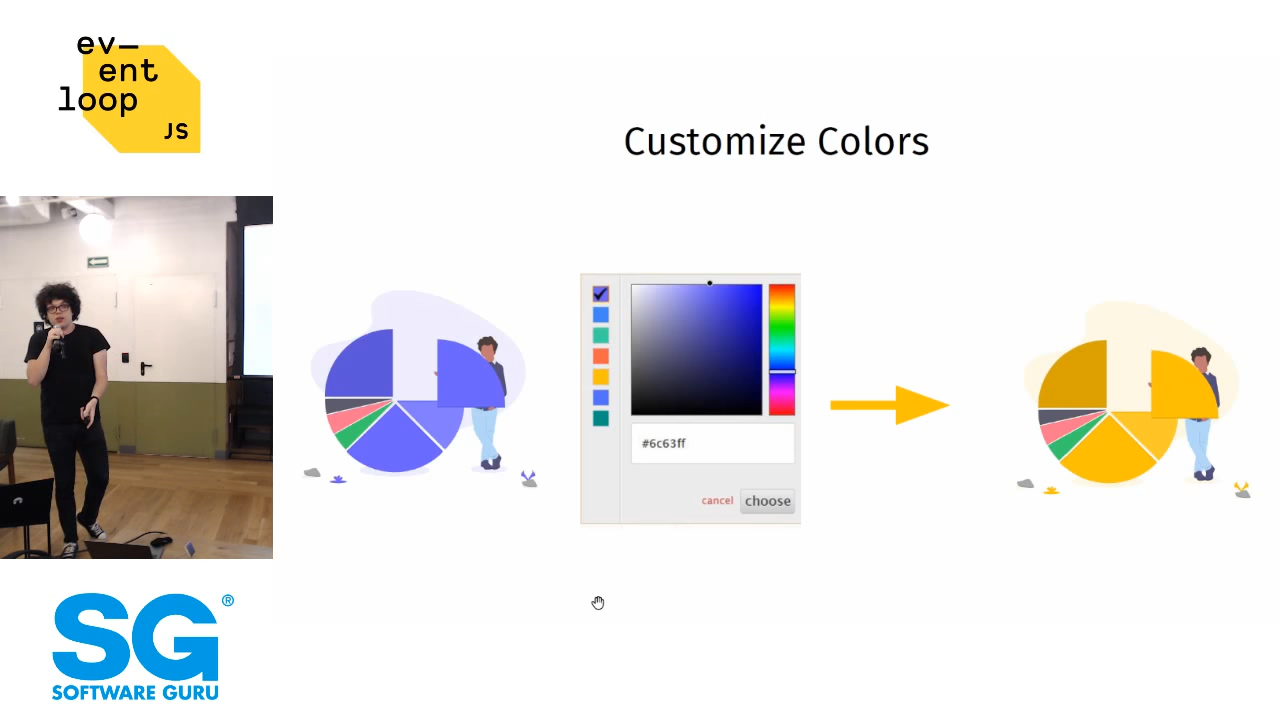 ev—
ent
loop
JS
Customize Colors
#6c63ff
cancel
choose
SG®
SOFTWARE GURU